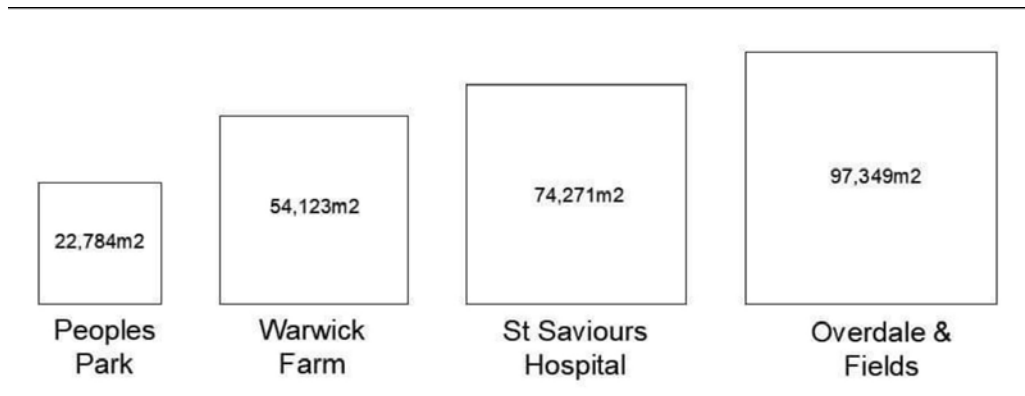 22,784m2
54,123m2
74,271m2
97,349m2
Peoples
Park
Warwick
Farm
St Saviours
Hospital
Overdale &
Fields